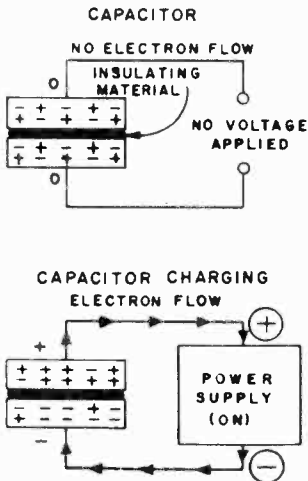 CAPACITOR
NO ELECTRON FLOW
INSULATING
MATERIAL
O
- + - + -
+ - + - +
- + - + -
+ - + - +
O
NO VOLTAGE
APPLIED
CAPACITOR CHARGING
ELECTRON FLOW
+
+
-
POWER
SUPPLY
(ON)
-